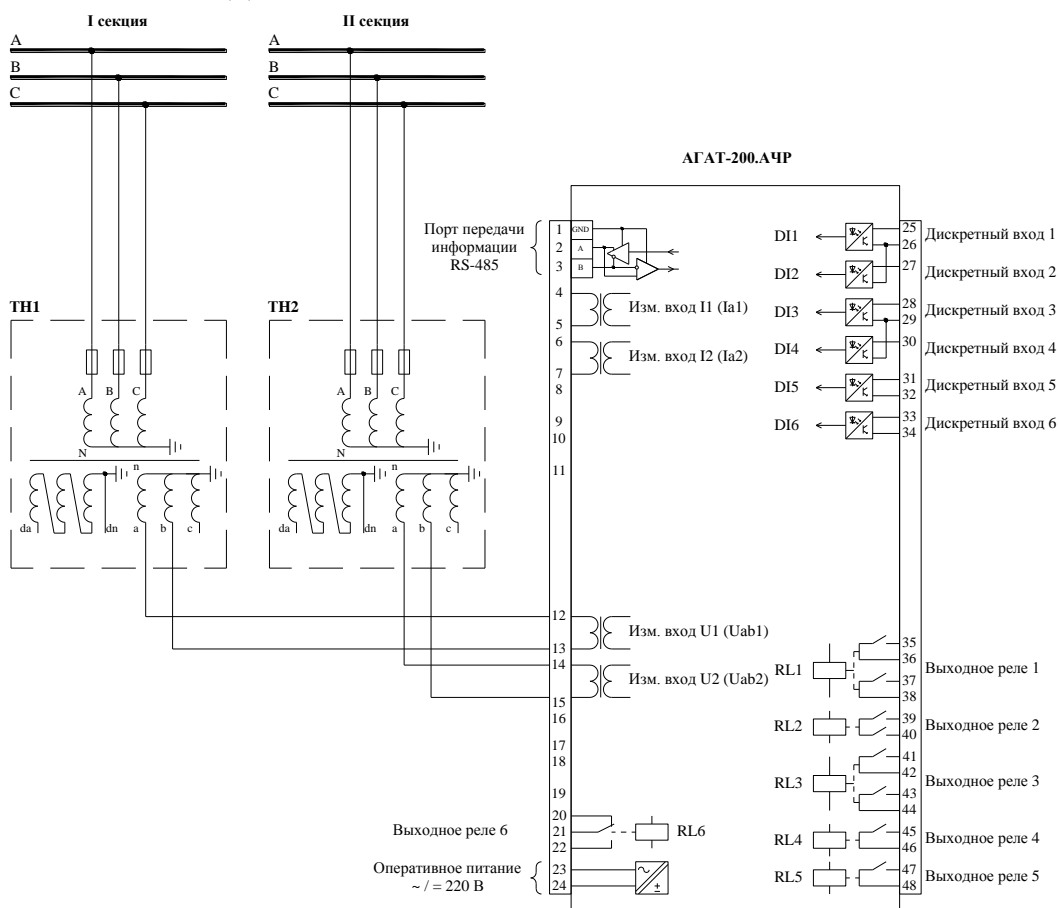 I секция
II секция
A
B
C
A
B
C
АГАТ-200.АЧР
Порт передачи
информации
RS-485
1
2
3
GND
A
B
4
5
Изм. вход I1 (Ia1)
6
7
Изм. вход I2 (Ia2)
8
9
10
11
12
13
Изм. вход U1 (Uab1)
14
15
Изм. вход U2 (Uab2)
16
17
18
19
20
21
22
Выходное реле 6
RL6
Оперативное питание
~ / = 220 В
23
24
ТН1
A
B
C
N
n
da
dn
a
b
c
ТН2
A
B
C
N
n
da
dn
a
b
c
DI1
25
26
Дискретный вход 1
DI2
27
Дискретный вход 2
DI3
28
29
Дискретный вход 3
DI4
30
Дискретный вход 4
DI5
31
32
Дискретный вход 5
DI6
33
34
Дискретный вход 6
RL1
35
36
37
38
Выходное реле 1
RL2
39
40
Выходное реле 2
RL3
41
42
43
44
Выходное реле 3
RL4
45
46
Выходное реле 4
RL5
47
48
Выходное реле 5